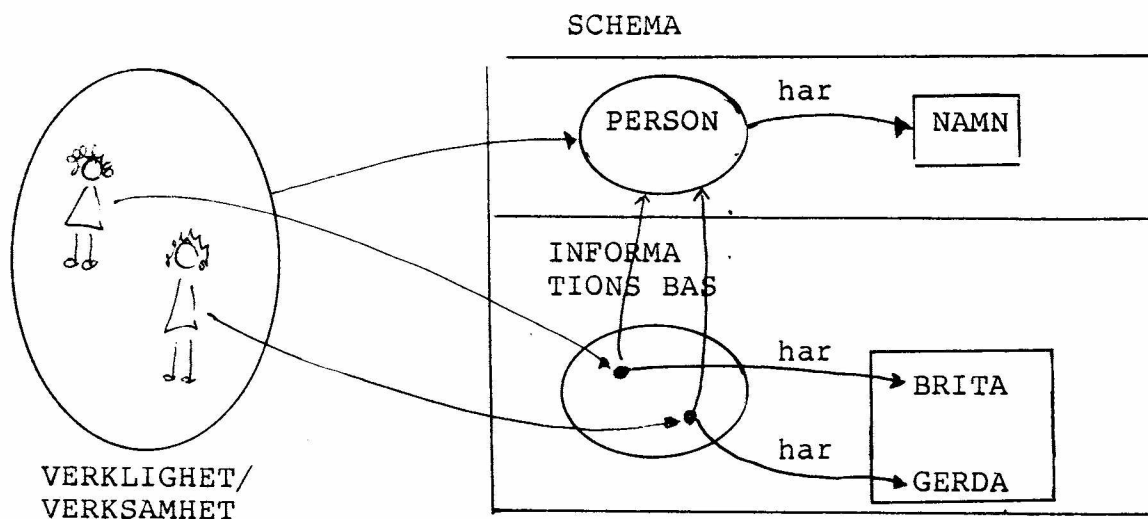 SCHEMA
PERSON
har
NAMN
INFORMA
TIONS BAS
har
BRITA
har
GERDA
VERKLIGHET/
VERKSAMHET